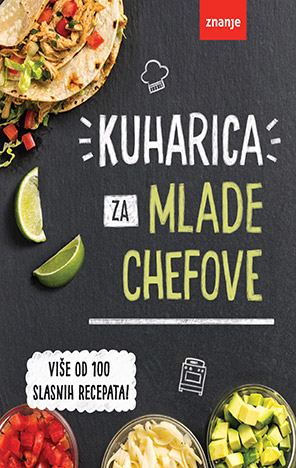 znanje
KUHARICA
ZA MLADE
CHEFOVE
VIŠE OD 100
SLASNIH RECEPATA!